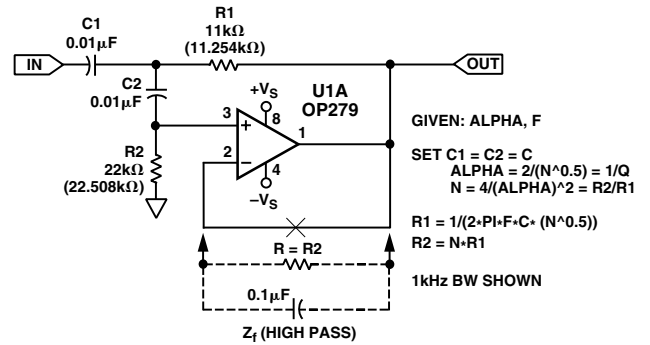 C1
0.01µF
R1
11kΩ
(11.254kΩ)
IN
OUT
C2
0.01µF
+VS
U1A
OP279
3
+
8
1
2
−
4
−VS
R2
22kΩ
(22.508kΩ)
GIVEN: ALPHA, F
SET C1 = C2 = C
ALPHA = 2/(N^0.5) = 1/Q
N = 4/(ALPHA)^2 = R2/R1
R1 = 1/(2*PI*F*C* (N^0.5))
R2 = N*R1
1kHz BW SHOWN
R = R2
0.1µF
Zf (HIGH PASS)